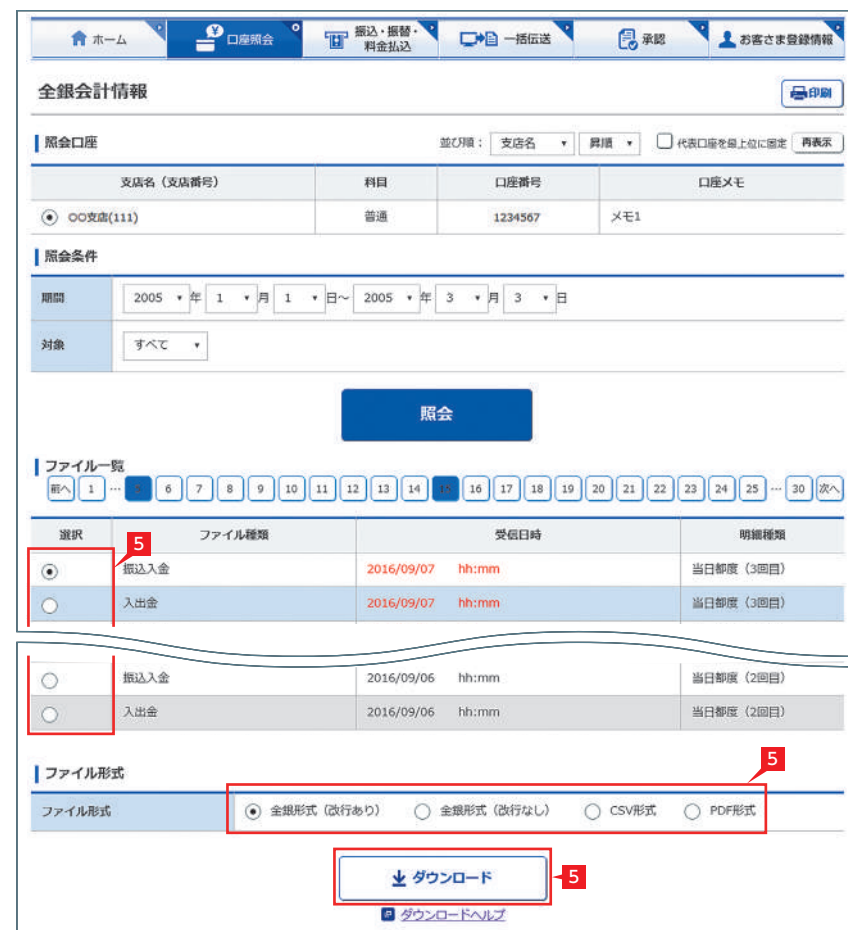 ホーム 口座照会 振込・振替・料金払込 一括伝送 承認 お客さま登録情報
全銀会計情報 印刷
照会口座 並び順： 支店名 ▼ 昇順 ▼ 代表口座を最上位に固定 再表示
支店名（支店番号） 科目 口座番号 口座メモ
○○支店(111) 普通 1234567 メモ1
照会条件
期間 2005 ▼ 年 1 ▼ 月 1 ▼ 日～ 2005 ▼ 年 3 ▼ 月 3 ▼ 日
対象 すべて ▼
照会
ファイル一覧
前へ 1 … 6 7 8 9 10 11 12 13 14 15 16 17 18 19 20 21 22 23 24 25 … 30 次へ
選択 ファイル種類 受信日時 明細種類
5
振込入金 2016/09/07 hh:mm 当日都度（3回目）
入出金 2016/09/07 hh:mm 当日都度（3回目）
振込入金 2016/09/06 hh:mm 当日都度（2回目）
入出金 2016/09/06 hh:mm 当日都度（2回目）
5
ファイル形式
ファイル形式 全銀形式（改行あり） 全銀形式（改行なし） CSV形式 PDF形式
ダウンロード 5
ダウンロードヘルプ